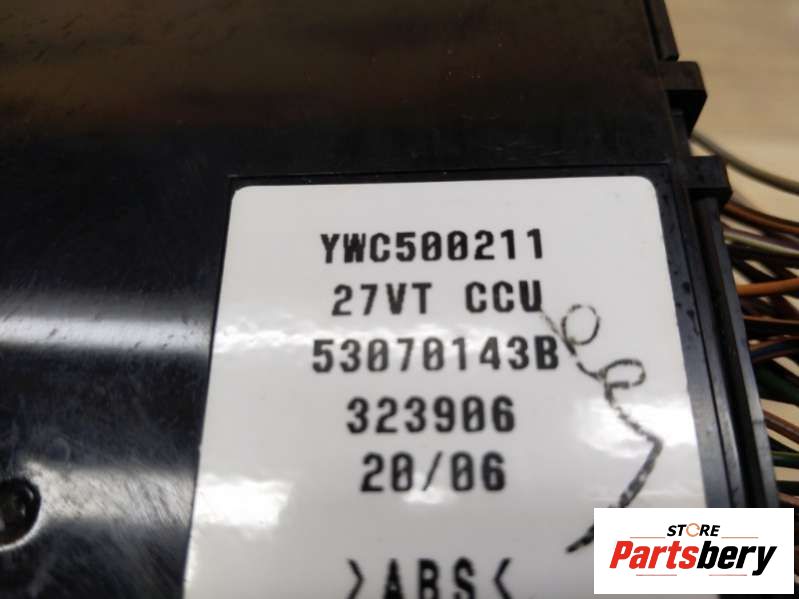 YWC500211
27VT CCU
53070143B
323906
20/06
>ABS<
STORE
Partsbery